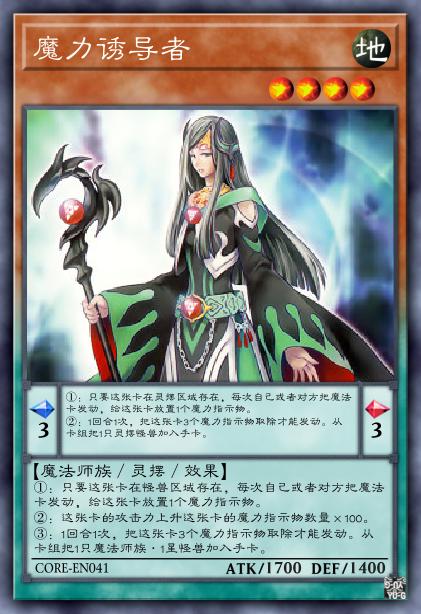 魔力诱导者
地
①：只要这张卡在灵摆区域存在，每次自己或者对方把魔法
卡发动，给这张卡放置1个魔力指示物。
②：1回合1次，把这张卡3个魔力指示物取除才能发动。从
卡组把1只灵摆怪兽加入手卡。
3
3
【魔法师族／灵摆／效果】
①：只要这张卡在怪兽区域存在，每次自己或者对方把魔法
卡发动，给这张卡放置1个魔力指示物。
②：这张卡的攻击力上升这张卡的魔力指示物数量×100。
③：1回合1次，把这张卡3个魔力指示物取除才能发动。从
卡组把1只魔法师族·1星怪兽加入手卡。
CORE-EN041
ATK/1700 DEF/1400